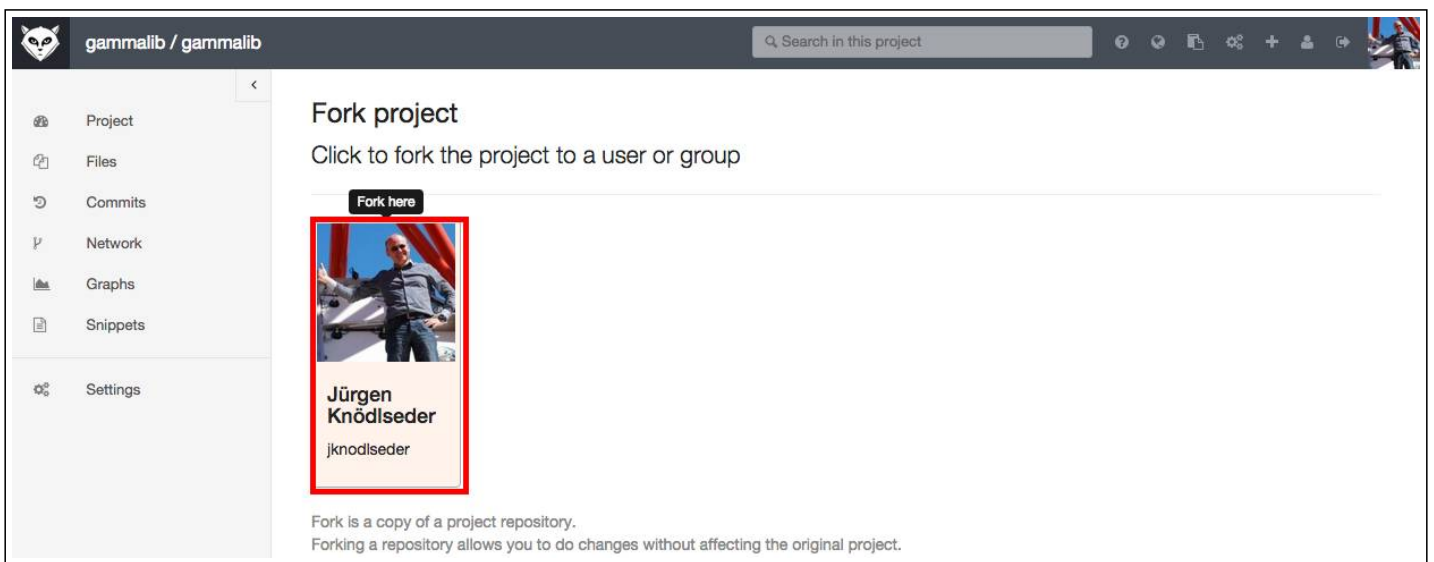 gammalib / gammalib
Search in this project
Project
Files
Commits
Network
Graphs
Snippets
Settings
Fork project
Click to fork the project to a user or group
Fork here
Jürgen
Knödlseder
jknodlseder
Fork is a copy of a project repository.
Forking a repository allows you to do changes without affecting the original project.